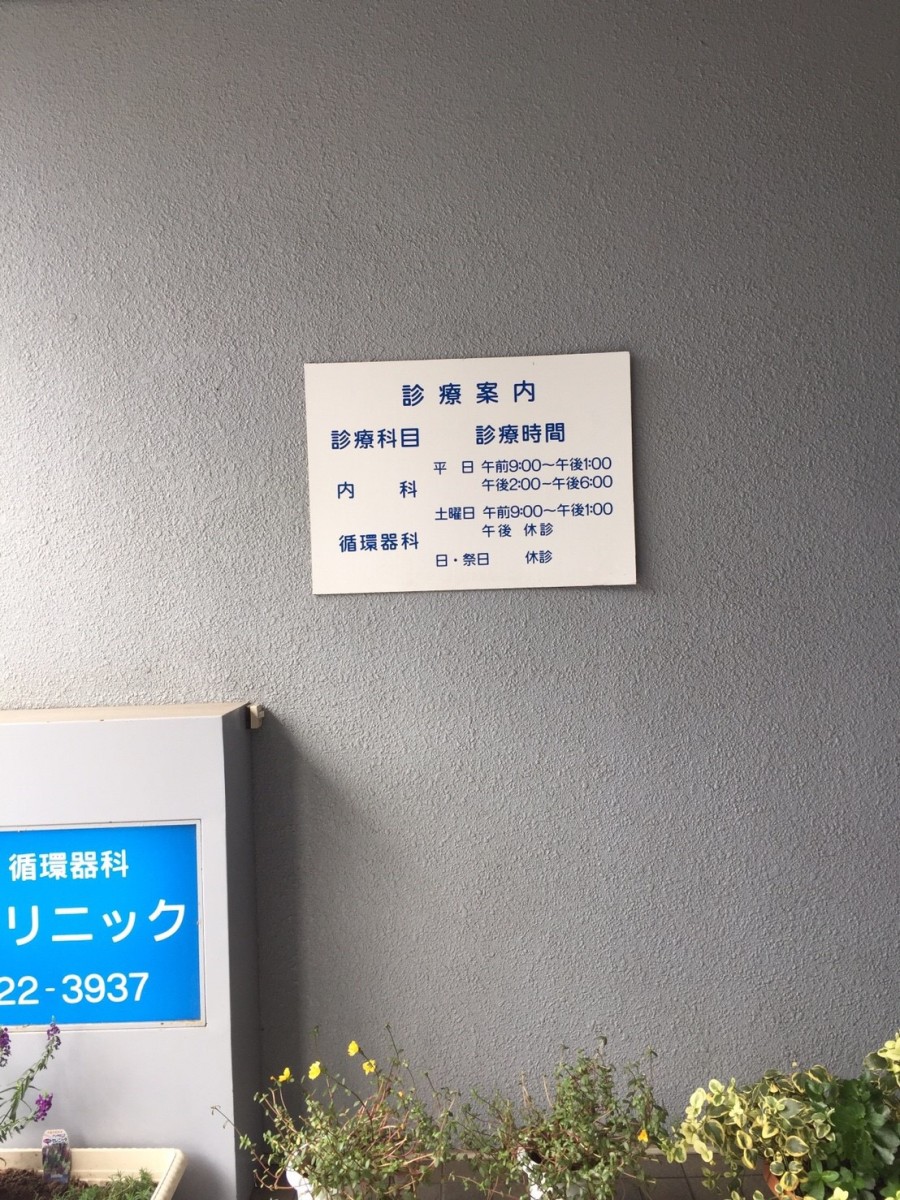 診療案内
診療科目 診療時間
内科
循環器科
平日 午前9:00〜午後1:00
午後2:00〜午後6:00
土曜日 午前9:00〜午後1:00
午後 休診
日・祭日 休診
循環器科
リニック
22-3937